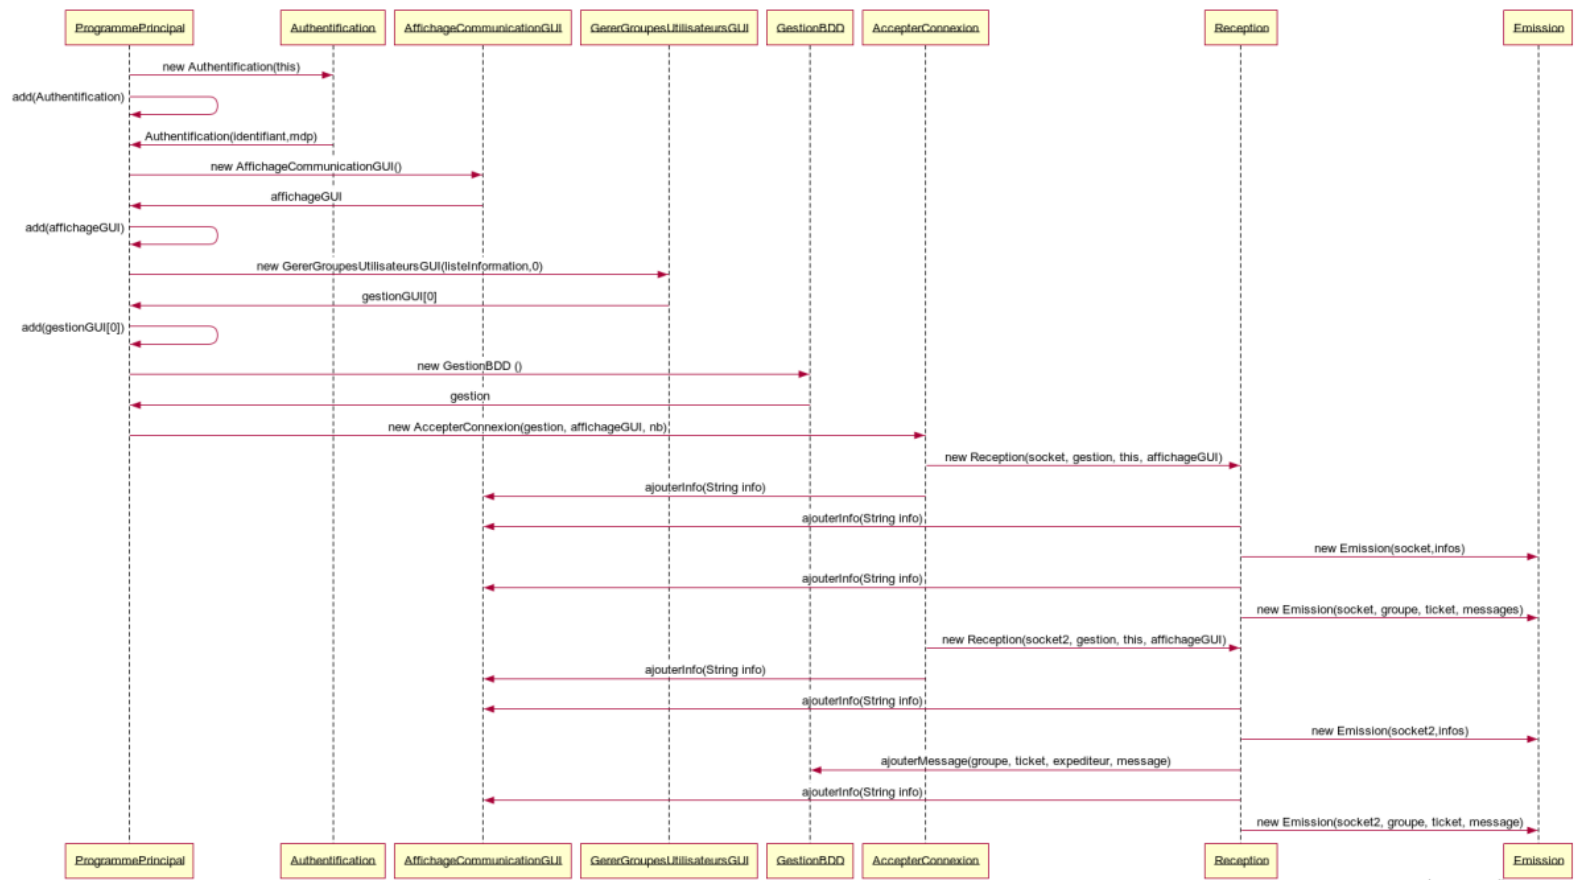 ProgrammePrincipal Authentification AffichageCommunicationGUI GererGroupesUtilisateursGUI GestionBDD AccepterConnexion Reception Emission
new Authentification(this)
add(Authentification)
Authentification(identifiant,mdp)
new AffichageCommunicationGUI()
affichageGUI
add(affichageGUI)
new GererGroupesUtilisateursGUI(listeInformation,0)
gestionGUI[0]
add(gestionGUI[0])
new GestionBDD ()
gestion
new AccepterConnexion(gestion, affichageGUI, nb)
new Reception(socket, gestion, this, affichageGUI)
ajouterInfo(String info)
ajouterInfo(String info)
new Emission(socket,infos)
ajouterInfo(String info)
new Emission(socket, groupe, ticket, messages)
new Reception(socket2, gestion, this, affichageGUI)
ajouterInfo(String info)
ajouterInfo(String info)
new Emission(socket2,infos)
ajouterMessage(groupe, ticket, expediteur, message)
ajouterInfo(String info)
new Emission(socket2, groupe, ticket, message)
ProgrammePrincipal Authentification AffichageCommunicationGUI GererGroupesUtilisateursGUI GestionBDD AccepterConnexion Reception Emission